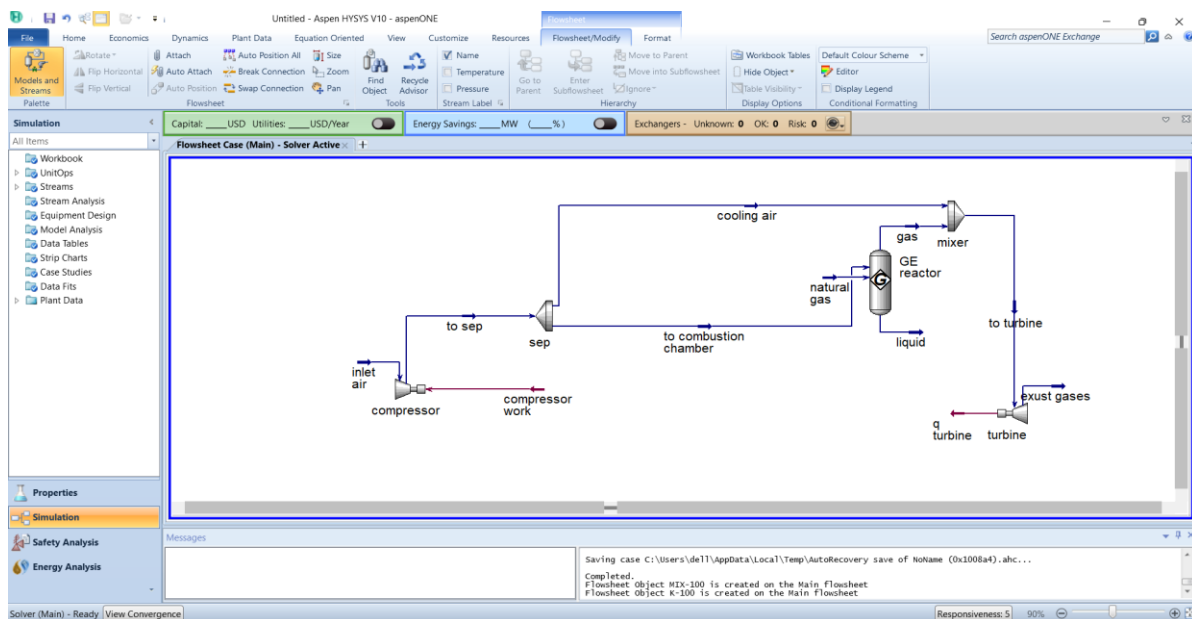 Untitled - Aspen HYSYS V10 - aspenONE
Flowsheet
File Home Economics Dynamics Plant Data Equation Oriented View Customize Resources Flowsheet/Modify Format
Search aspenONE Exchange
Models and Streams
Palette
Rotate
Flip Horizontal
Flip Vertical
Attach
Auto Attach
Auto Position
Auto Position All
Break Connection
Swap Connection
Size
Zoom
Pan
Flowsheet
Find Object
Recycle Advisor
Tools
Name
Temperature
Pressure
Stream Label
Go to Parent
Enter Subflowsheet
Move to Parent
Move into Subflowsheet
Ignore
Hierarchy
Workbook Tables
Hide Object
Table Visibility
Display Options
Default Colour Scheme
Editor
Display Legend
Conditional Formatting
Simulation
All Items
Workbook
UnitOps
Streams
Stream Analysis
Equipment Design
Model Analysis
Data Tables
Strip Charts
Case Studies
Data Fits
Plant Data
Properties
Simulation
Safety Analysis
Energy Analysis
Capital: ____USD Utilities: ____USD/Year
Energy Savings: ____MW (____%)
Exchangers - Unknown: 0 OK: 0 Risk: 0
Flowsheet Case (Main) - Solver Active
cooling air
mixer
gas
GE
reactor
G
natural
gas
to sep
sep
to combustion
chamber
liquid
to turbine
inlet
air
compressor
compressor
work
exust gases
q
turbine
turbine
Messages
Saving case C:\Users\dell\AppData\Local\Temp\AutoRecovery save of NoName (0x1008a4).ahc...
Completed.
Flowsheet Object MIX-100 is created on the Main flowsheet
Flowsheet Object K-100 is created on the Main flowsheet
Solver (Main) - Ready View Convergence
Responsiveness: 5 90%